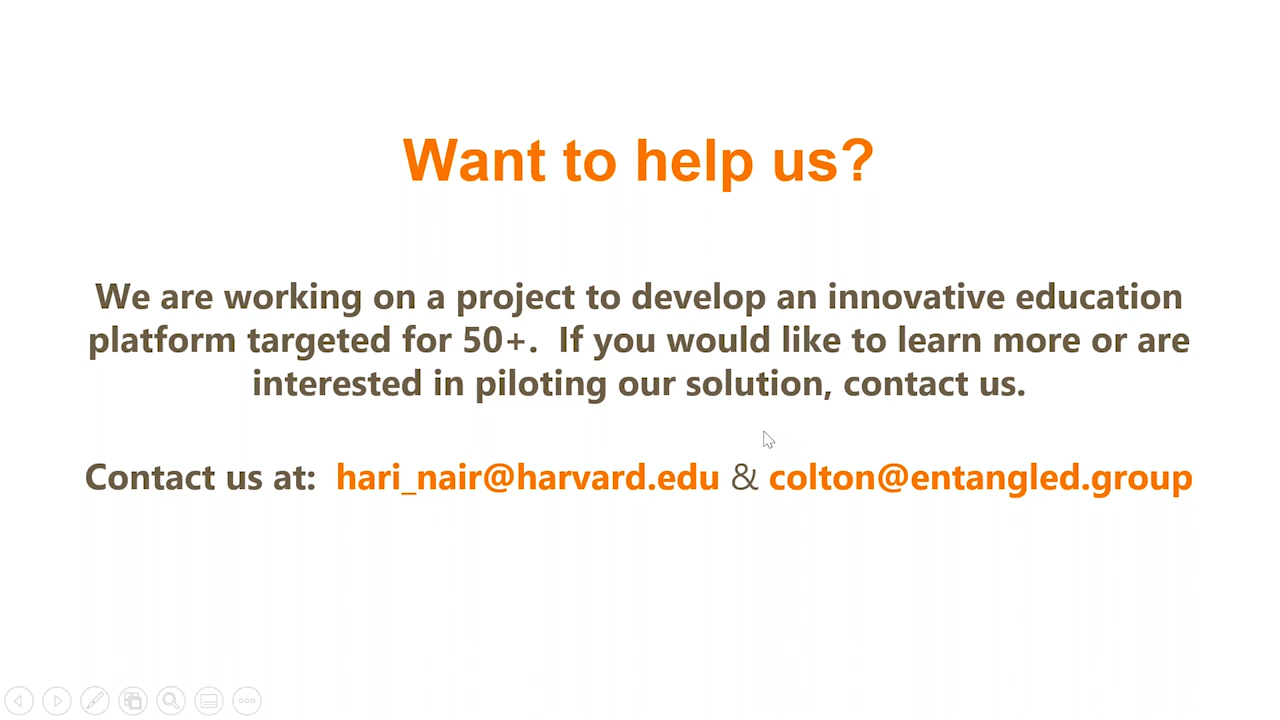 Want to help us?
We are working on a project to develop an innovative education
platform targeted for 50+.  If you would like to learn more or are
interested in piloting our solution, contact us.
Contact us at:  hari_nair@harvard.edu & colton@entangled.group